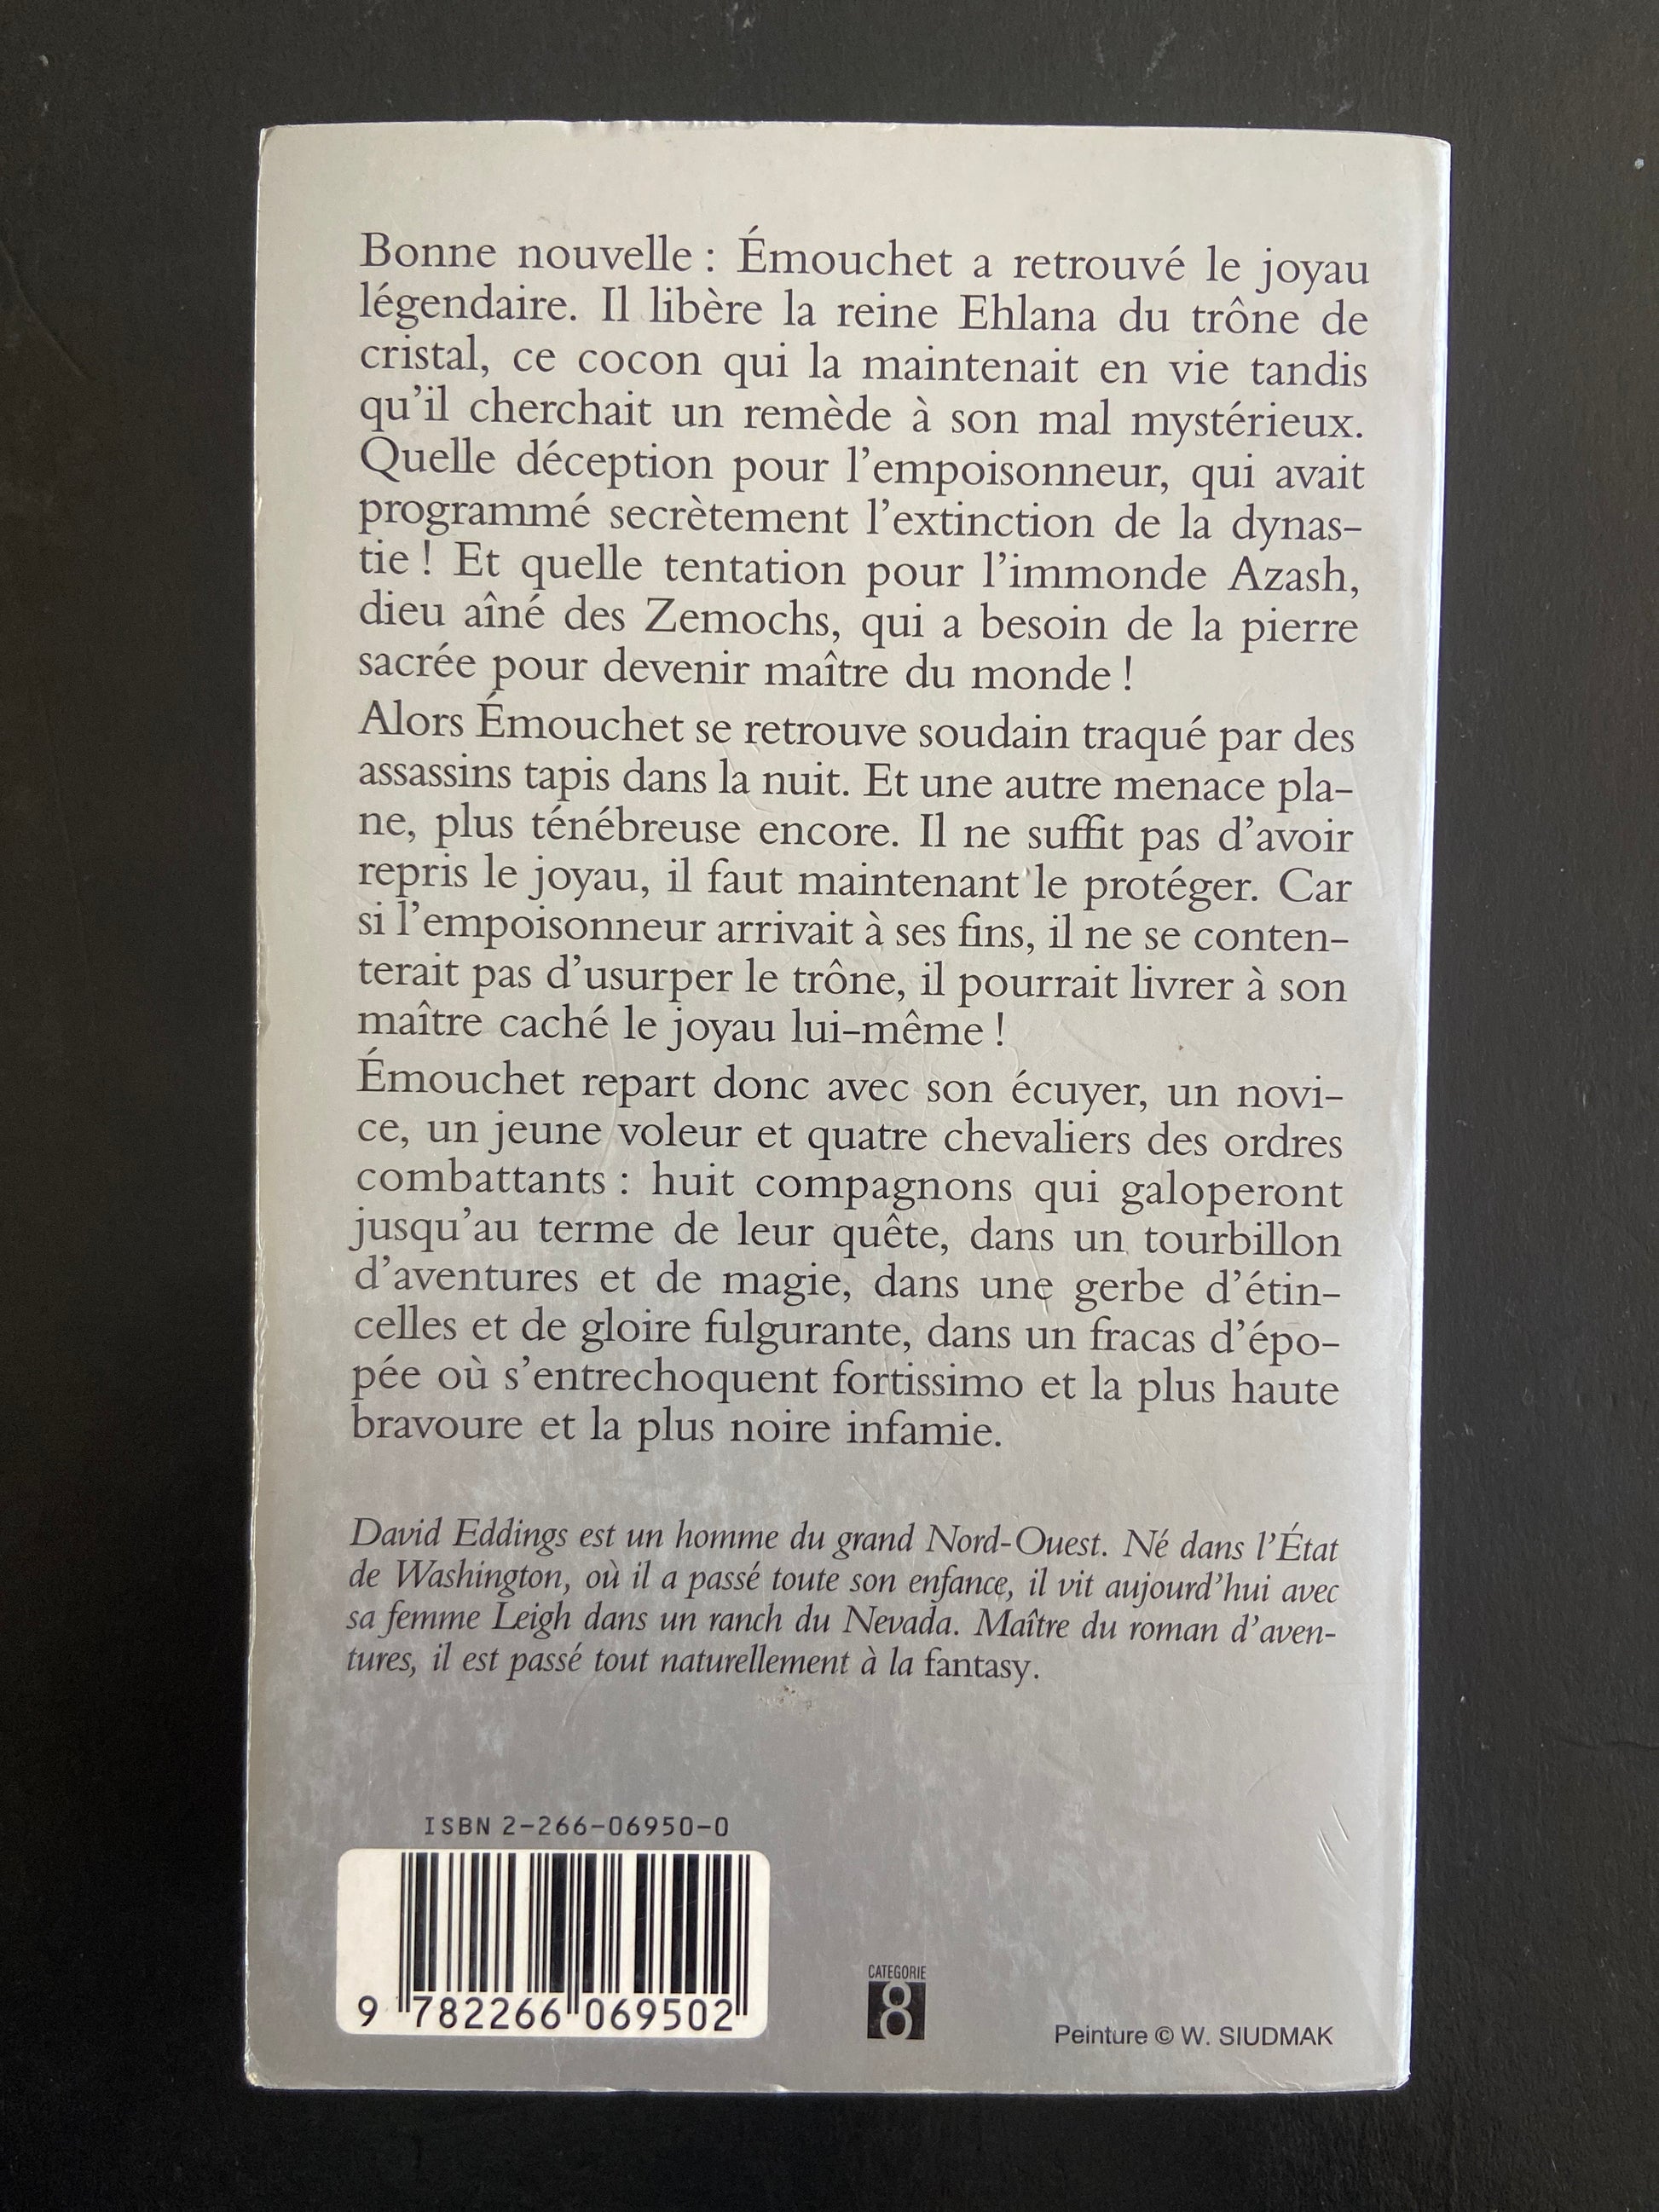 Bonne nouvelle : Émouchet a retrouvé le joyau
légendaire. Il libère la reine Ehlana du trône de
cristal, ce cocon qui la maintenait en vie tandis
qu'il cherchait un remède à son mal mystérieux.
Quelle déception pour l'empoisonneur, qui avait
programmé secrètement l'extinction de la dynas-
tie ! Et quelle tentation pour l'immonde Azash,
dieu aîné des Zemochs, qui a besoin de la pierre
sacrée pour devenir maître du monde !
Alors Émouchet se retrouve soudain traqué par des
assassins tapis dans la nuit. Et une autre menace pla-
ne, plus ténébreuse encore. Il ne suffit pas d'avoir
repris le joyau, il faut maintenant le protéger. Car
si l'empoisonneur arrivait à ses fins, il ne se conten-
terait pas d'usurper le trône, il pourrait livrer à son
maître caché le joyau lui-même !
Émouchet repart donc avec son écuyer, un novi-
ce, un jeune voleur et quatre chevaliers des ordres
combattants : huit compagnons qui galoperont
jusqu'au terme de leur quête, dans un tourbillon
d'aventures et de magie, dans une gerbe d'étin-
celles et de gloire fulgurante, dans un fracas d'épo-
pée où s'entrechoquent fortissimo et la plus haute
bravoure et la plus noire infamie.
David Eddings est un homme du grand Nord-Ouest. Né dans l'État
de Washington, où il a passé toute son enfance, il vit aujourd'hui avec
sa femme Leigh dans un ranch du Nevada. Maître du roman d'aven-
tures, il est passé tout naturellement à la fantasy.
ISBN 2-266-06950-0
9 782266 069502
CATEGORIE
8
Peinture © W. SIUDMAK